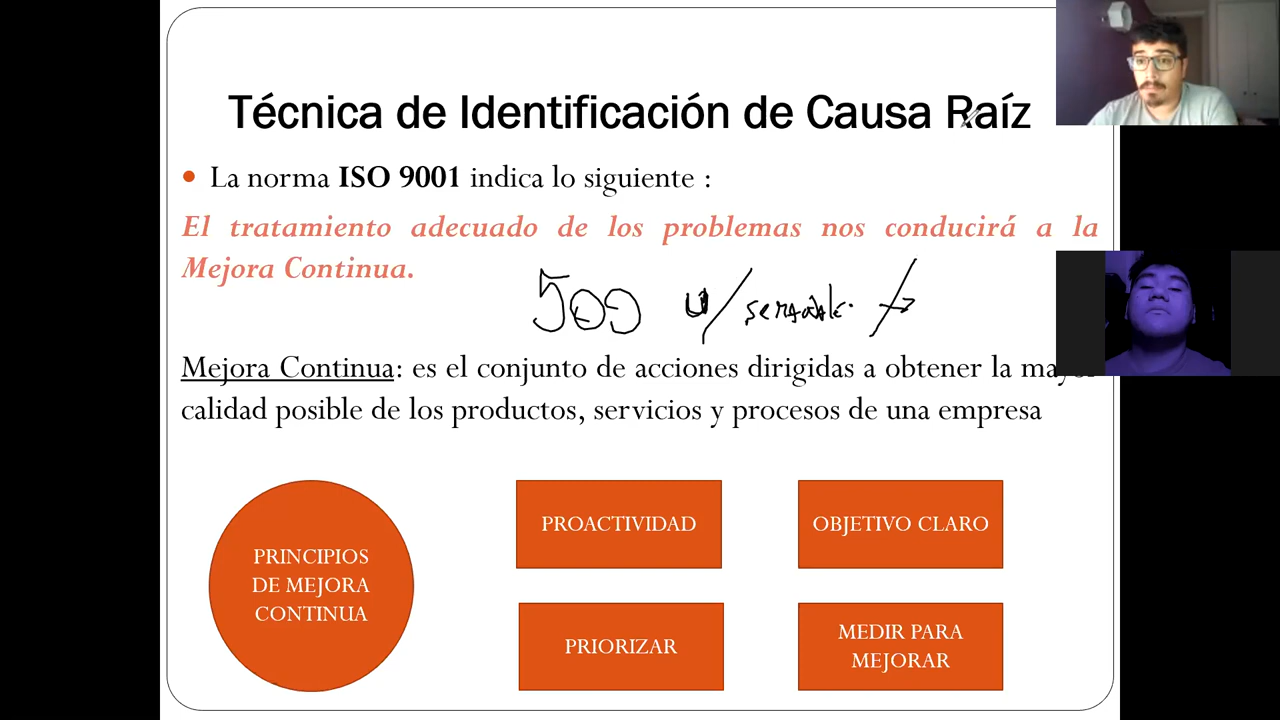 Técnica de Identificación de Causa Raíz
• La norma ISO 9001 indica lo siguiente :
El tratamiento adecuado de los problemas nos conducirá a la
Mejora Continua.
500 u/
Mejora Continua: es el conjunto de acciones dirigidas a obtener la mayor
calidad posible de los productos, servicios y procesos de una empresa
PRINCIPIOS
DE MEJORA
CONTINUA
PROACTIVIDAD
OBJETIVO CLARO
PRIORIZAR
MEDIR PARA
MEJORAR